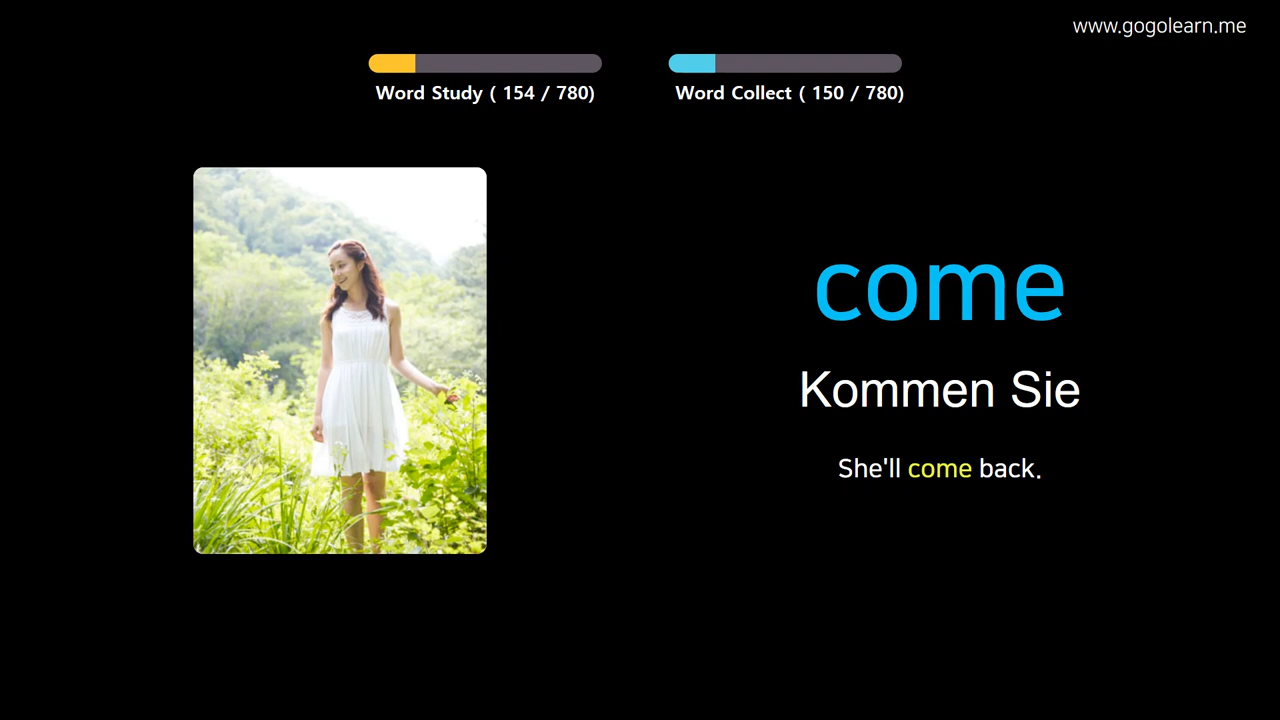 www.gogolearn.me
Word Study ( 154 / 780)
Word Collect ( 150 / 780)
come
Kommen Sie
She'll come back.